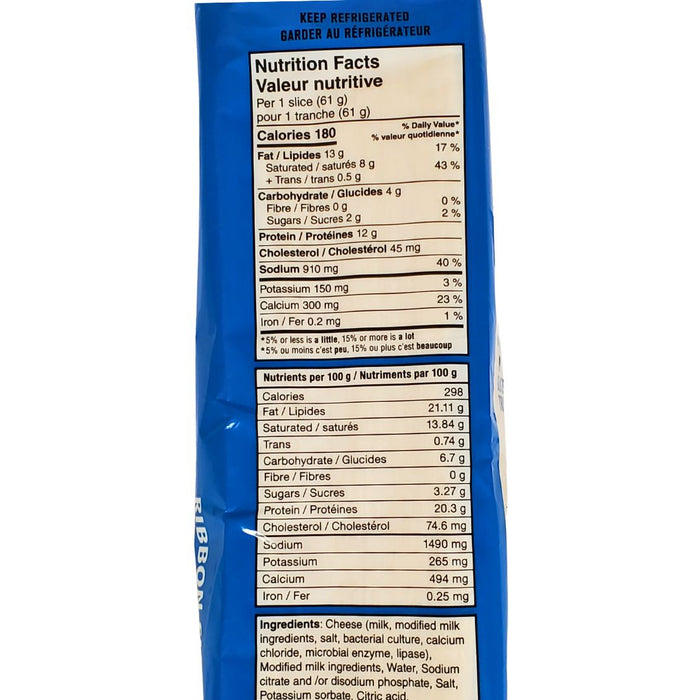 KEEP REFRIGERATED
GARDER AU RÉFRIGÉRATEUR
Nutrition Facts
Valeur nutritive
Per 1 slice (61 g)
pour 1 tranche (61 g)
Calories 180
% Daily Value*
% valeur quotidienne*
Fat / Lipides 13 g 17 %
Saturated / saturés 8 g
+ Trans / trans 0.5 g 43 %
Carbohydrate / Glucides 4 g
Fibre / Fibres 0 g 0 %
Sugars / Sucres 2 g 2 %
Protein / Protéines 12 g
Cholesterol / Cholestérol 45 mg
Sodium 910 mg 40 %
Potassium 150 mg 3 %
Calcium 300 mg 23 %
Iron / Fer 0.2 mg 1 %
*5% or less is a little, 15% or more is a lot
*5% ou moins c'est peu, 15% ou plus c'est beaucoup
Nutrients per 100 g / Nutriments par 100 g
Calories 298
Fat / Lipides 21.11 g
Saturated / saturés 13.84 g
Trans 0.74 g
Carbohydrate / Glucides 6.7 g
Fibre / Fibres 0 g
Sugars / Sucres 3.27 g
Protein / Protéines 20.3 g
Cholesterol / Cholestérol 74.6 mg
Sodium 1490 mg
Potassium 265 mg
Calcium 494 mg
Iron / Fer 0.25 mg
Ingredients: Cheese (milk, modified milk
ingredients, salt, bacterial culture, calcium
chloride, microbial enzyme, lipase),
Modified milk ingredients, Water, Sodium
citrate and /or disodium phosphate, Salt,
Potassium sorbate, Citric acid.
RIBBON